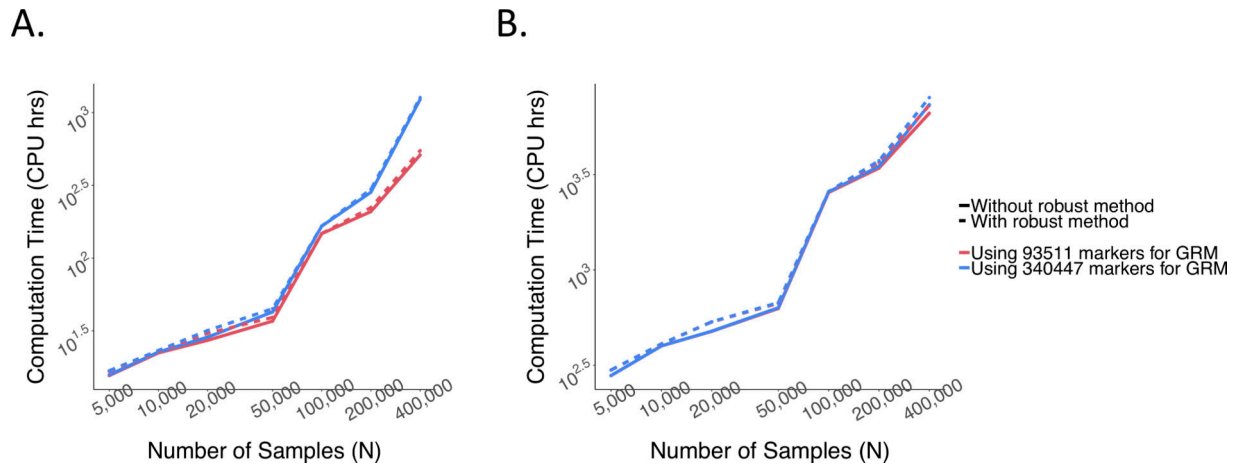 A.
B.
Computation Time (CPU hrs)
10^3
10^2.5
10^2
10^1.5
5,000
10,000
20,000
50,000
100,000
200,000
400,000
Number of Samples (N)
Computation Time (CPU hrs)
10^3.5
10^3
10^2.5
5,000
10,000
20,000
50,000
100,000
200,000
400,000
Number of Samples (N)
Without robust method
With robust method
Using 93511 markers for GRM
Using 340447 markers for GRM